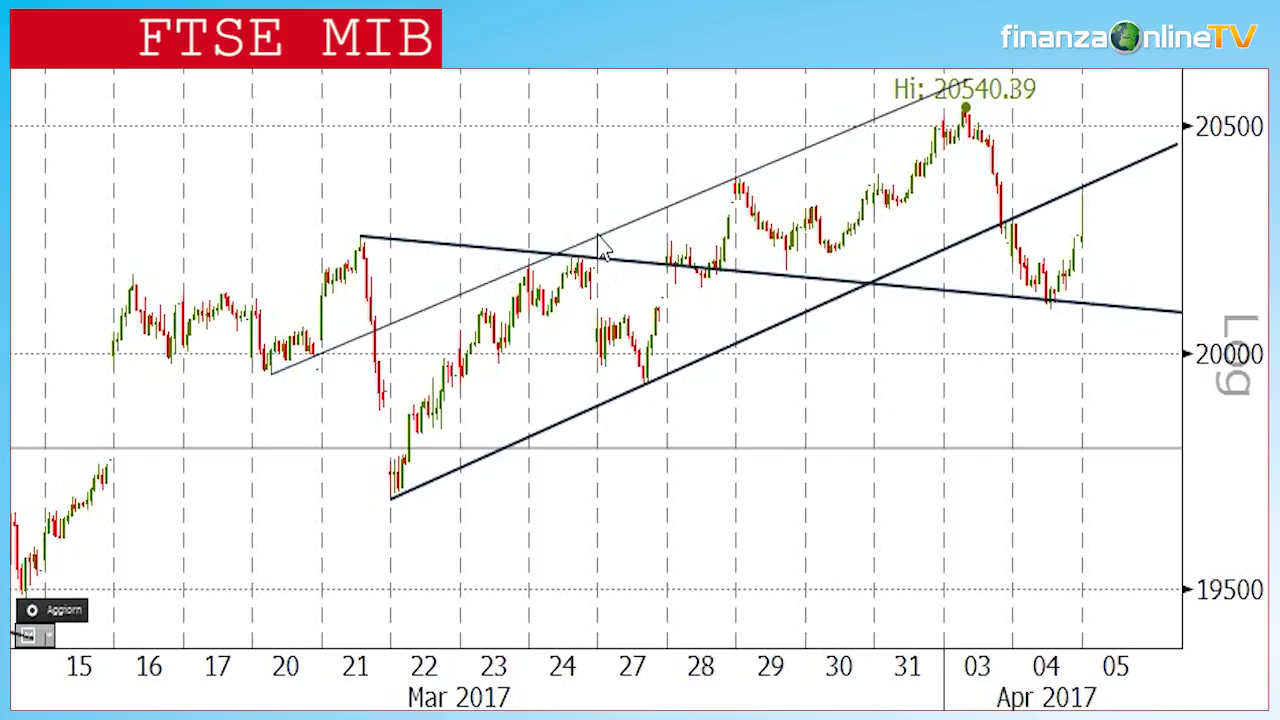 FTSE MIB
finanzaOnlineTV
Hi: 20540.39
20500
20000
Log
19500
Aggiorn
15 16 17 20 21 22 23 24 27 28 29 30 31 03 04 05
Mar 2017 Apr 2017